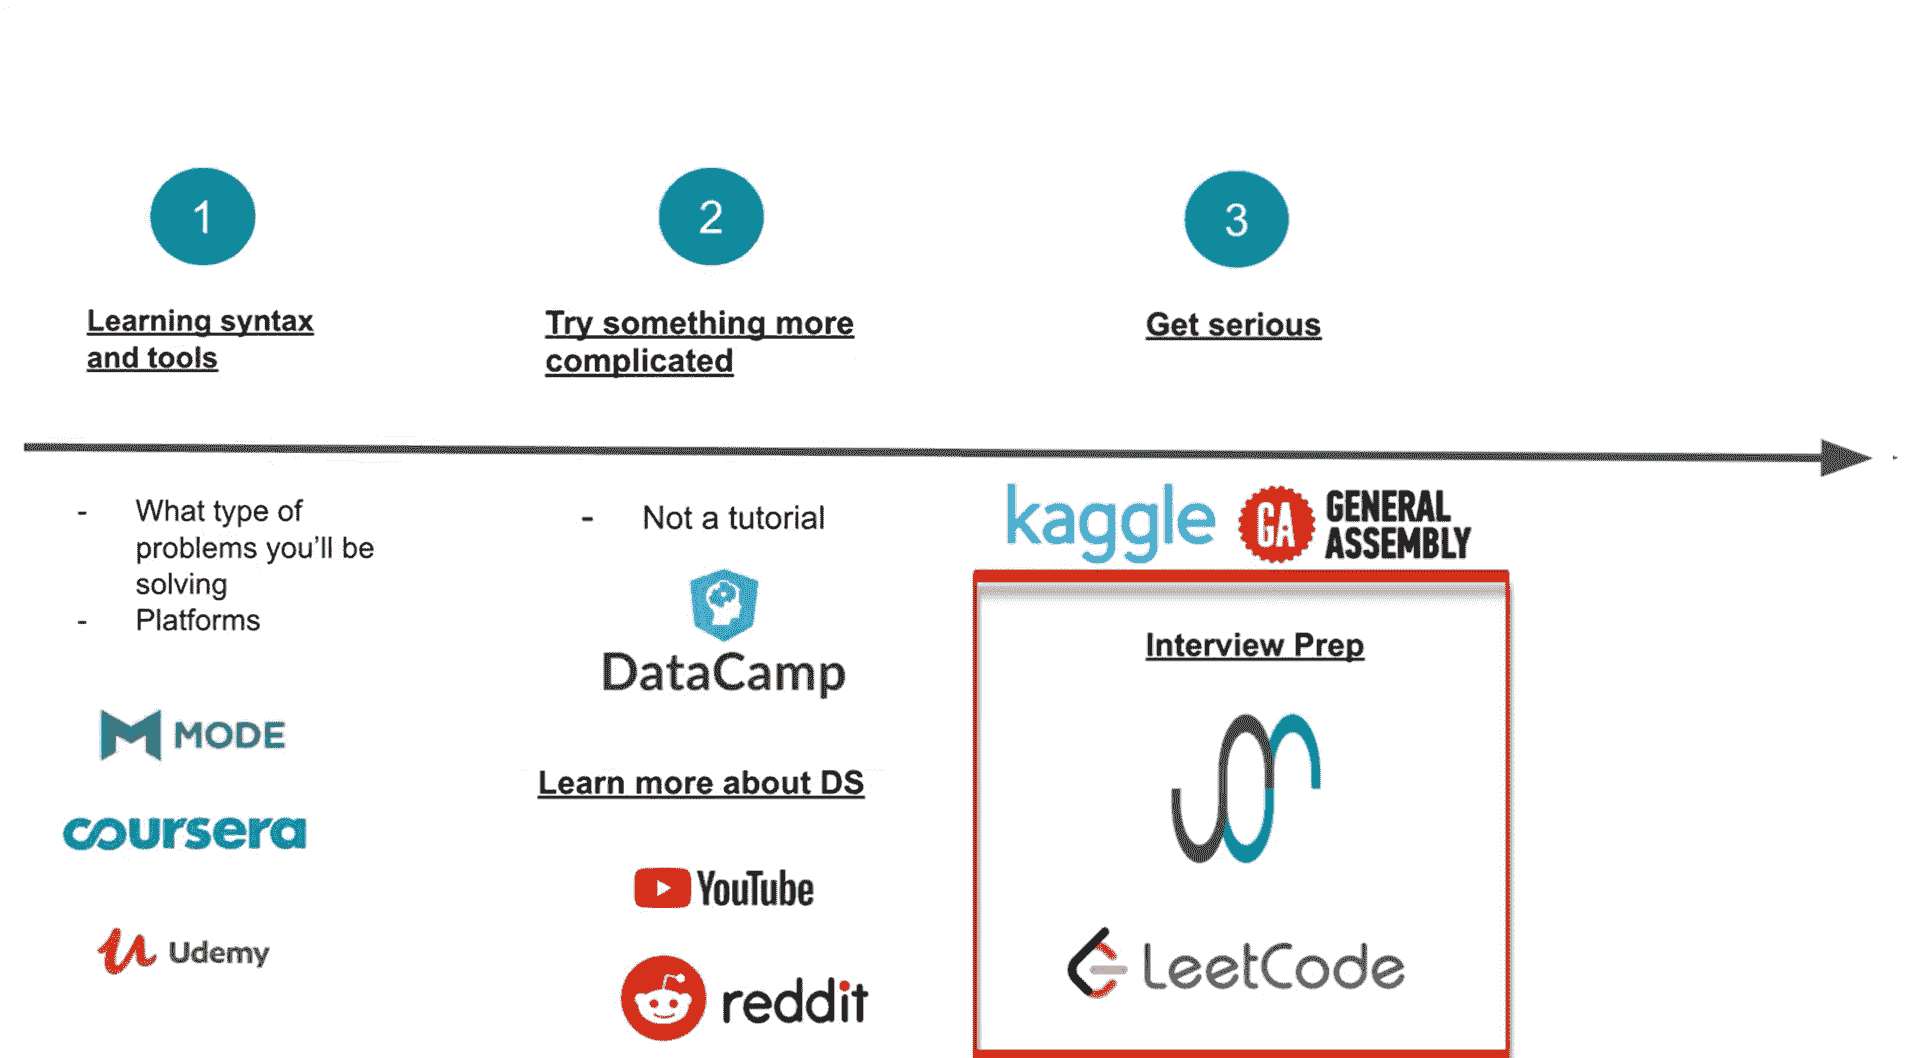 1
Learning syntax
and tools
2
Try something more
complicated
3
Get serious
- What type of
problems you'll be
solving
- Platforms
MODE
coursera
Udemy
- Not a tutorial
DataCamp
Learn more about DS
YouTube
reddit
kaggle
GA GENERAL
ASSEMBLY
Interview Prep
LeetCode